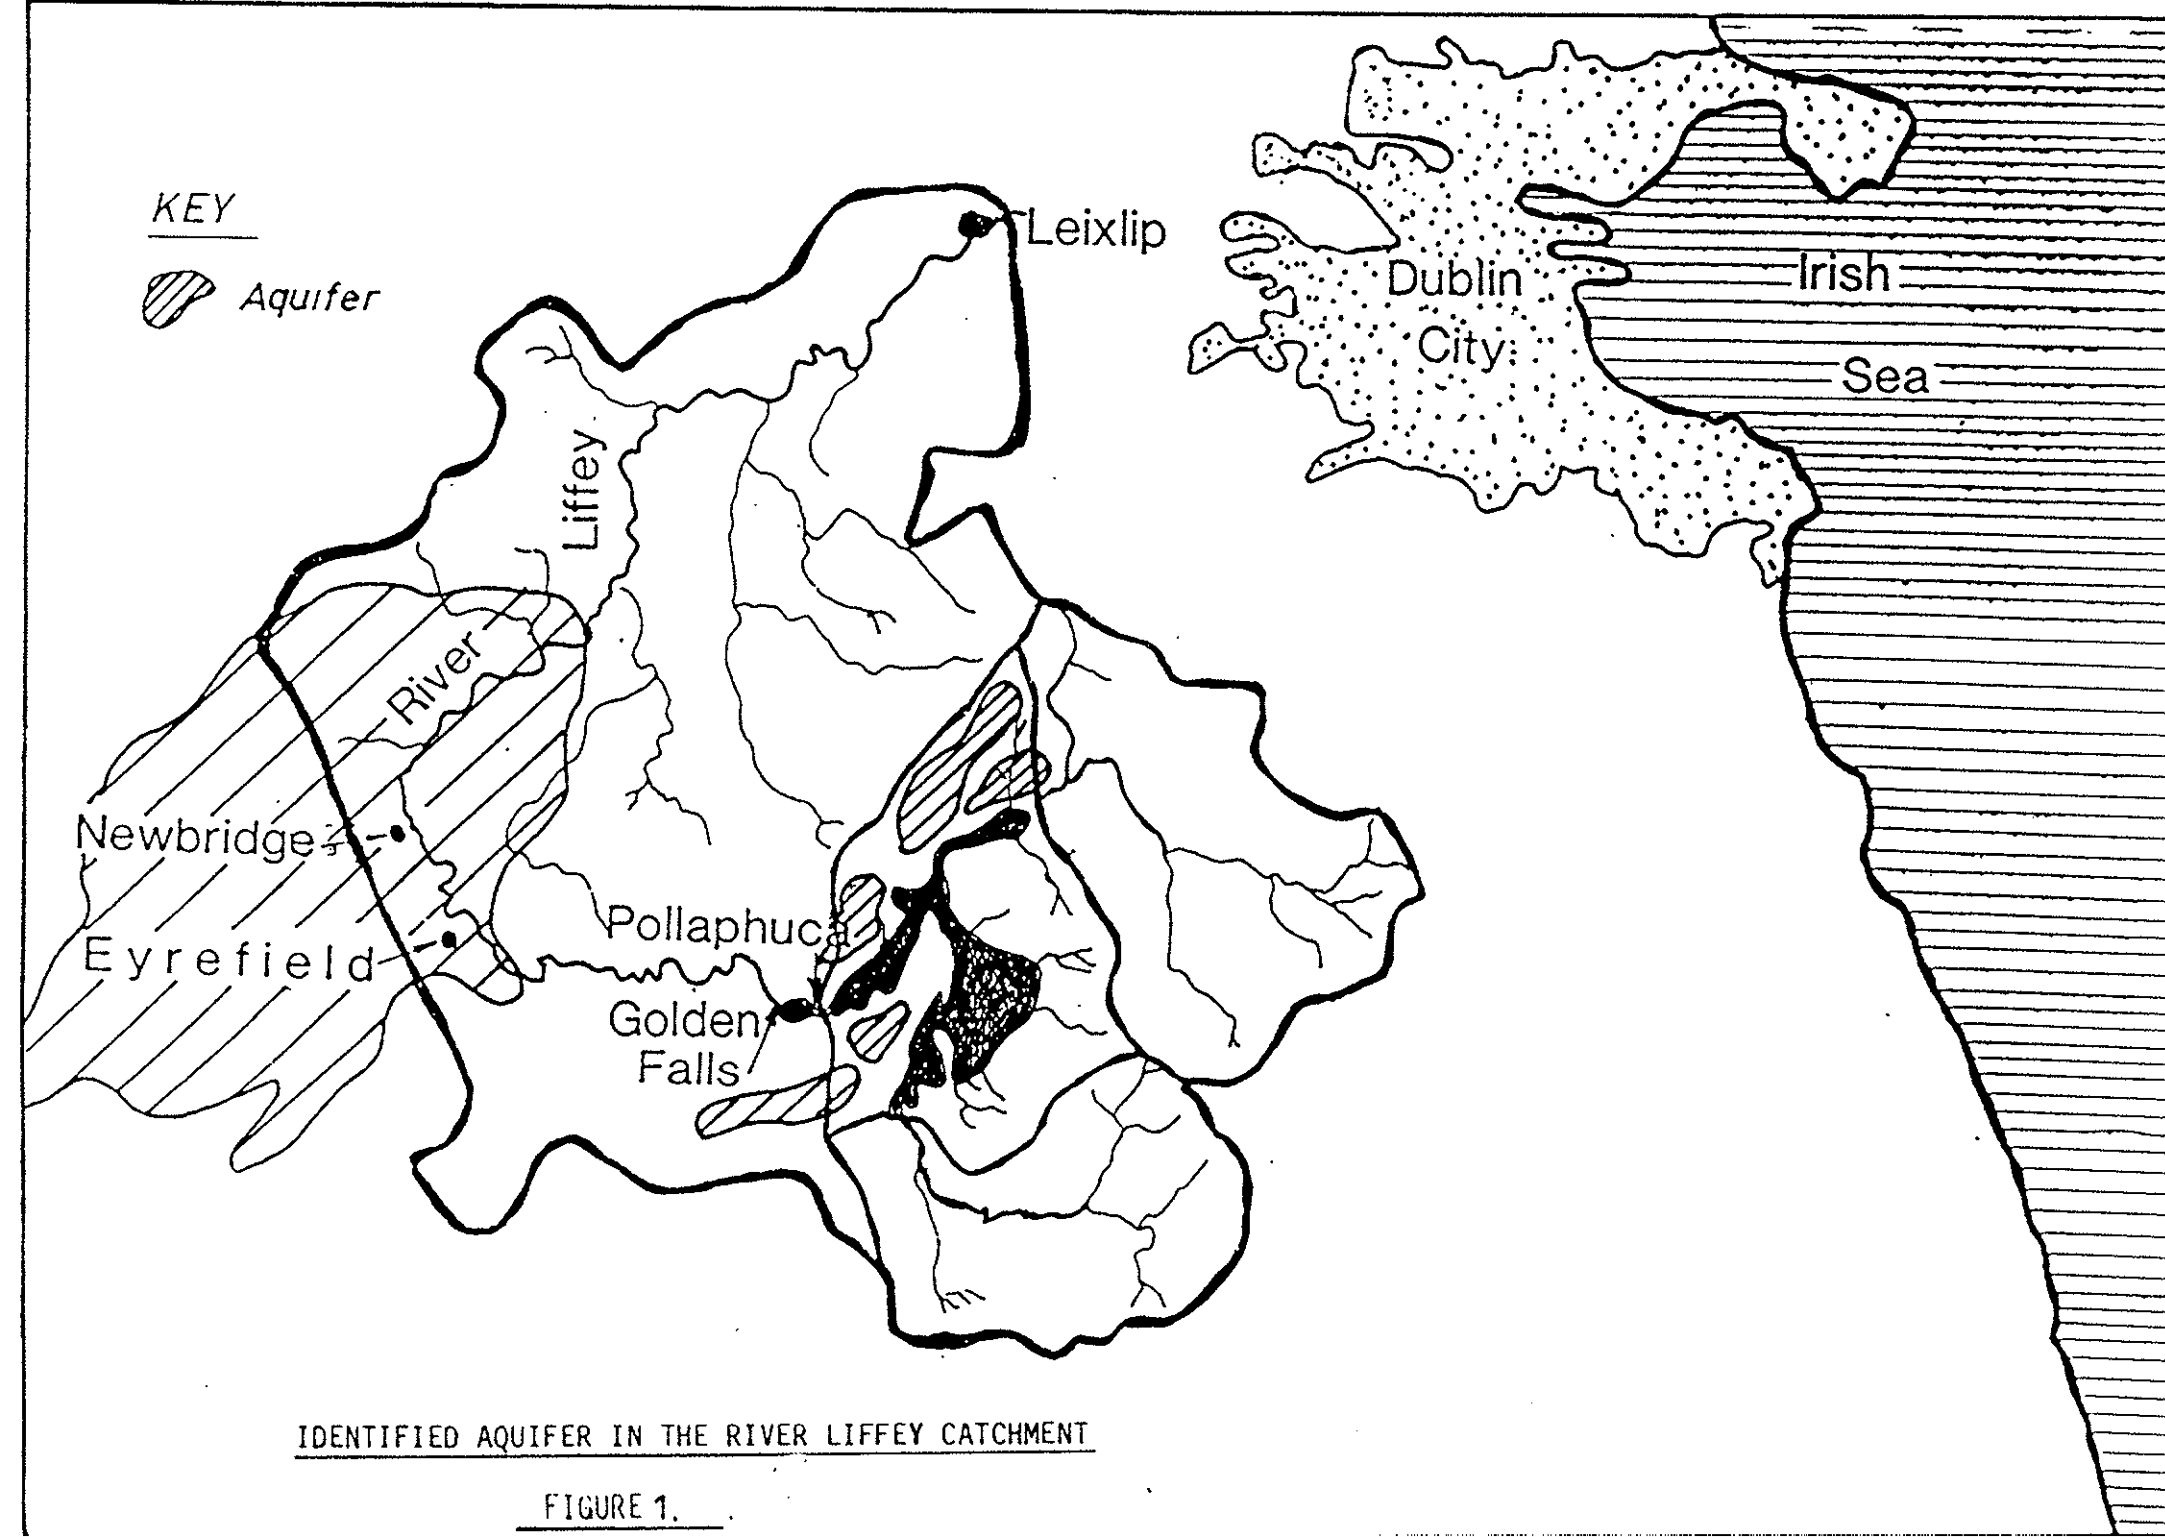 KEY
Aquifer
Leixlip
Dublin
City
Irish
Sea
Liffey
River
Newbridge
Eyrefield
Pollaphuca
Golden
Falls
IDENTIFIED AQUIFER IN THE RIVER LIFFEY CATCHMENT
FIGURE 1.